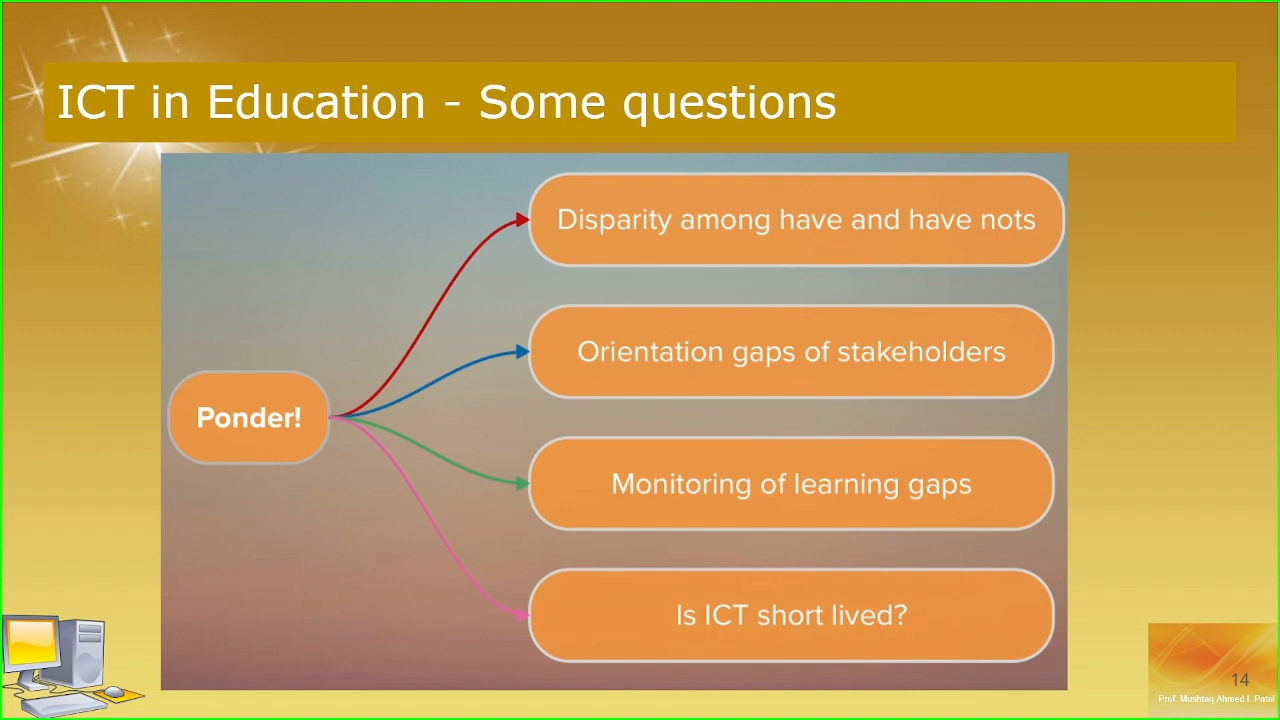 ICT in Education - Some questions
Disparity among have and have nots
Orientation gaps of stakeholders
Ponder!
Monitoring of learning gaps
Is ICT short lived?
14
Prof. Mushtaq Ahmed I. Patel